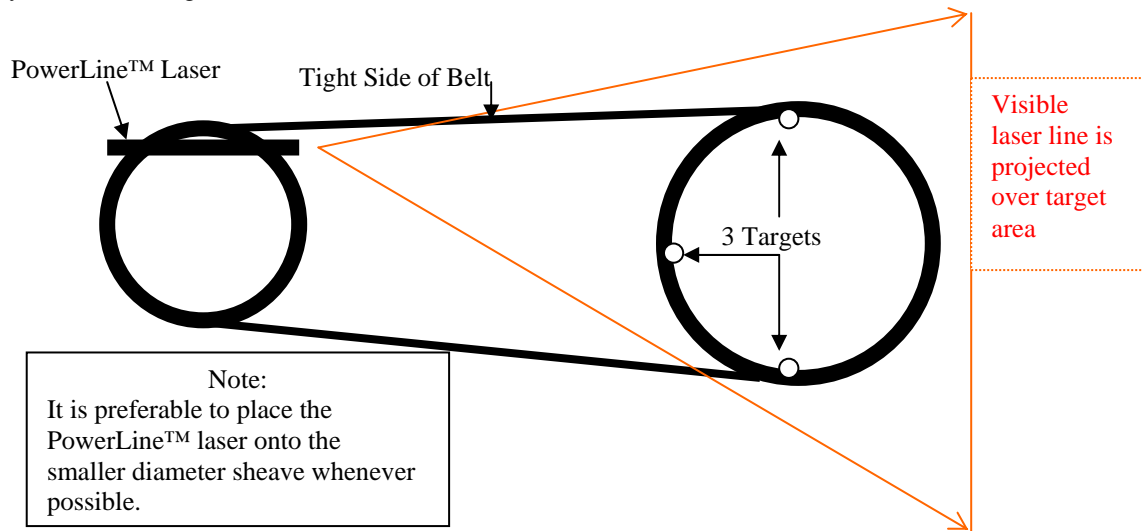 PowerLine™ Laser
Tight Side of Belt
Visible
laser line is
projected
over target
area
3 Targets
Note:
It is preferable to place the
PowerLine™ laser onto the
smaller diameter sheave whenever
possible.